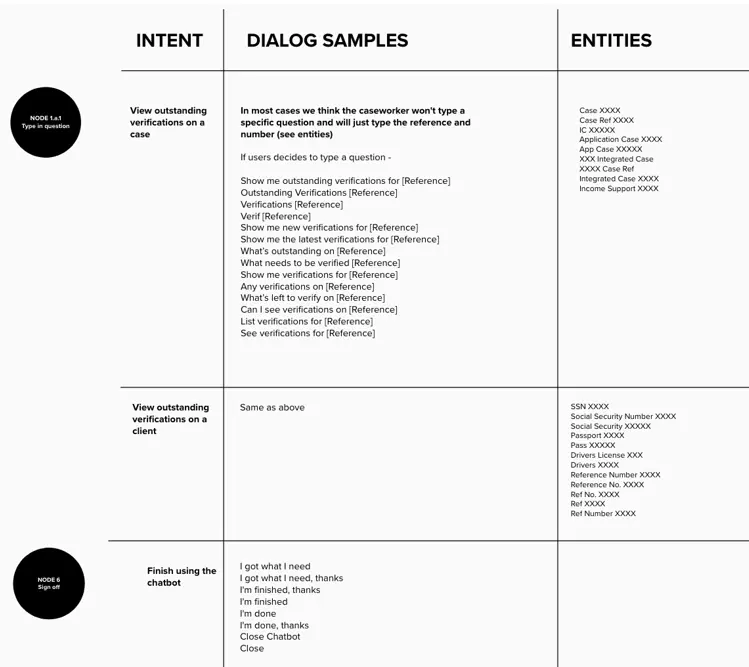 INTENT
DIALOG SAMPLES
ENTITIES
NODE 1.a.1
Type in question
View outstanding
verifications on a
case
In most cases we think the caseworker won't type a
specific question and will just type the reference and
number (see entities)
If users decides to type a question -
Show me outstanding verifications for [Reference]
Outstanding Verifications [Reference]
Verifications [Reference]
Verif [Reference]
Show me new verifications for [Reference]
Show me the latest verifications for [Reference]
What's outstanding on [Reference]
What needs to be verified [Reference]
Show me verifications for [Reference]
Any verifications on [Reference]
What's left to verify on [Reference]
Can I see verifications on [Reference]
List verifications for [Reference]
See verifications for [Reference]
Case XXXX
Case Ref XXXX
IC XXXXX
Application Case XXXX
App Case XXXXX
XXX Integrated Case
XXXX Case Ref
Integrated Case XXXX
Income Support XXXX
View outstanding
verifications on a
client
Same as above
SSN XXXX
Social Security Number XXXX
Social Security XXXXX
Passport XXXX
Pass XXXXX
Drivers License XXX
Drivers XXXX
Reference Number XXXX
Reference No. XXXX
Ref No. XXXX
Ref XXXX
Ref Number XXXX
NODE 6
Sign off
Finish using the
chatbot
I got what I need
I got what I need, thanks
I'm finished, thanks
I'm finished
I'm done
I'm done, thanks
Close Chatbot
Close